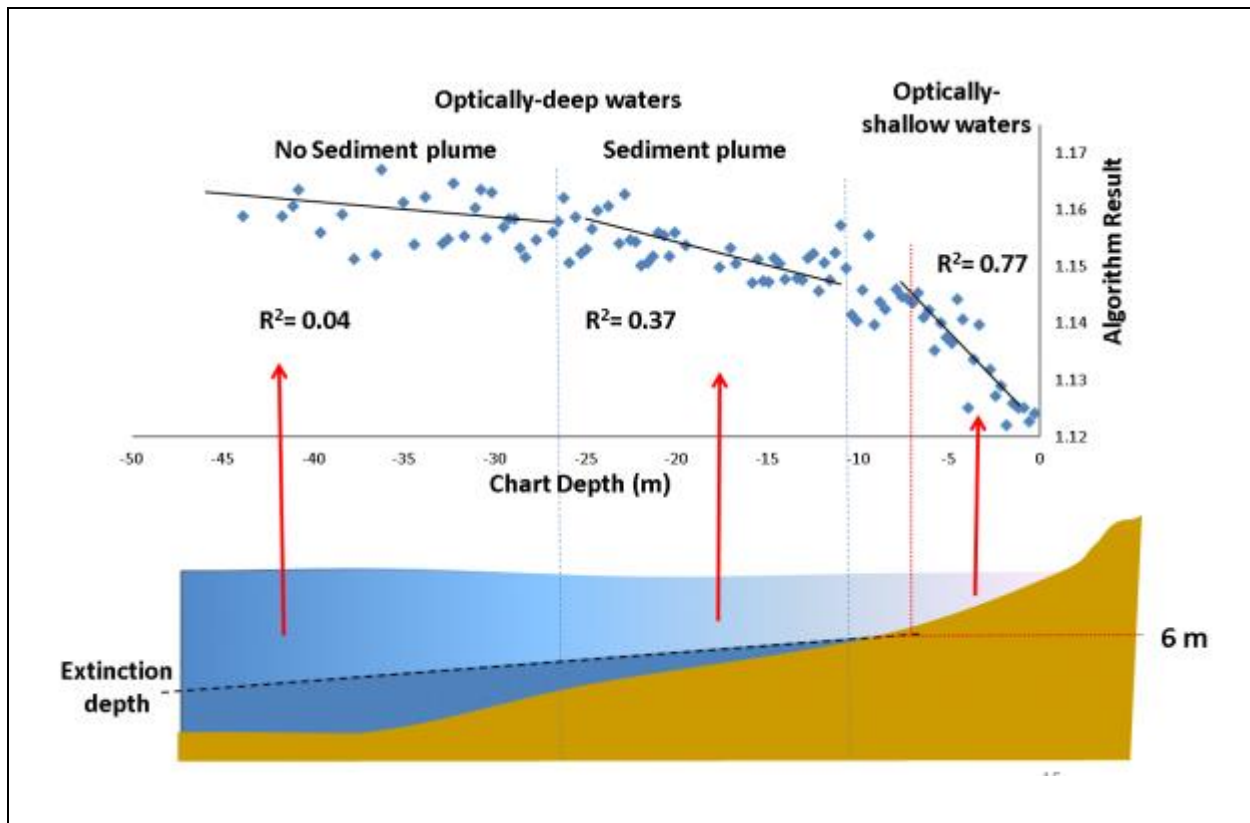 Optically-deep waters
Optically-
shallow waters
No Sediment plume
Sediment plume
1.17
1.16
1.15
1.14
1.13
1.12
Algorithm Result
R²= 0.77
R²= 0.04
R²= 0.37
-50
-45
-40
-35
-30
-25
-20
-15
-10
-5
0
Chart Depth (m)
6 m
Extinction
depth